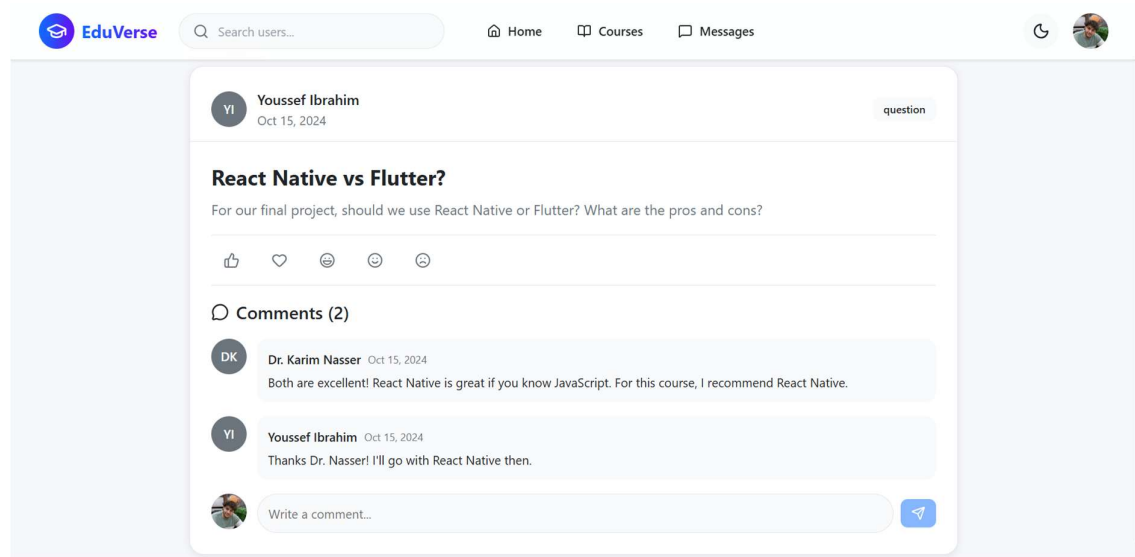 EduVerse
Search users...
Home
Courses
Messages
YI
Youssef Ibrahim
Oct 15, 2024
question
React Native vs Flutter?
For our final project, should we use React Native or Flutter? What are the pros and cons?
Comments (2)
DK
Dr. Karim Nasser Oct 15, 2024
Both are excellent! React Native is great if you know JavaScript. For this course, I recommend React Native.
YI
Youssef Ibrahim Oct 15, 2024
Thanks Dr. Nasser! I'll go with React Native then.
Write a comment...